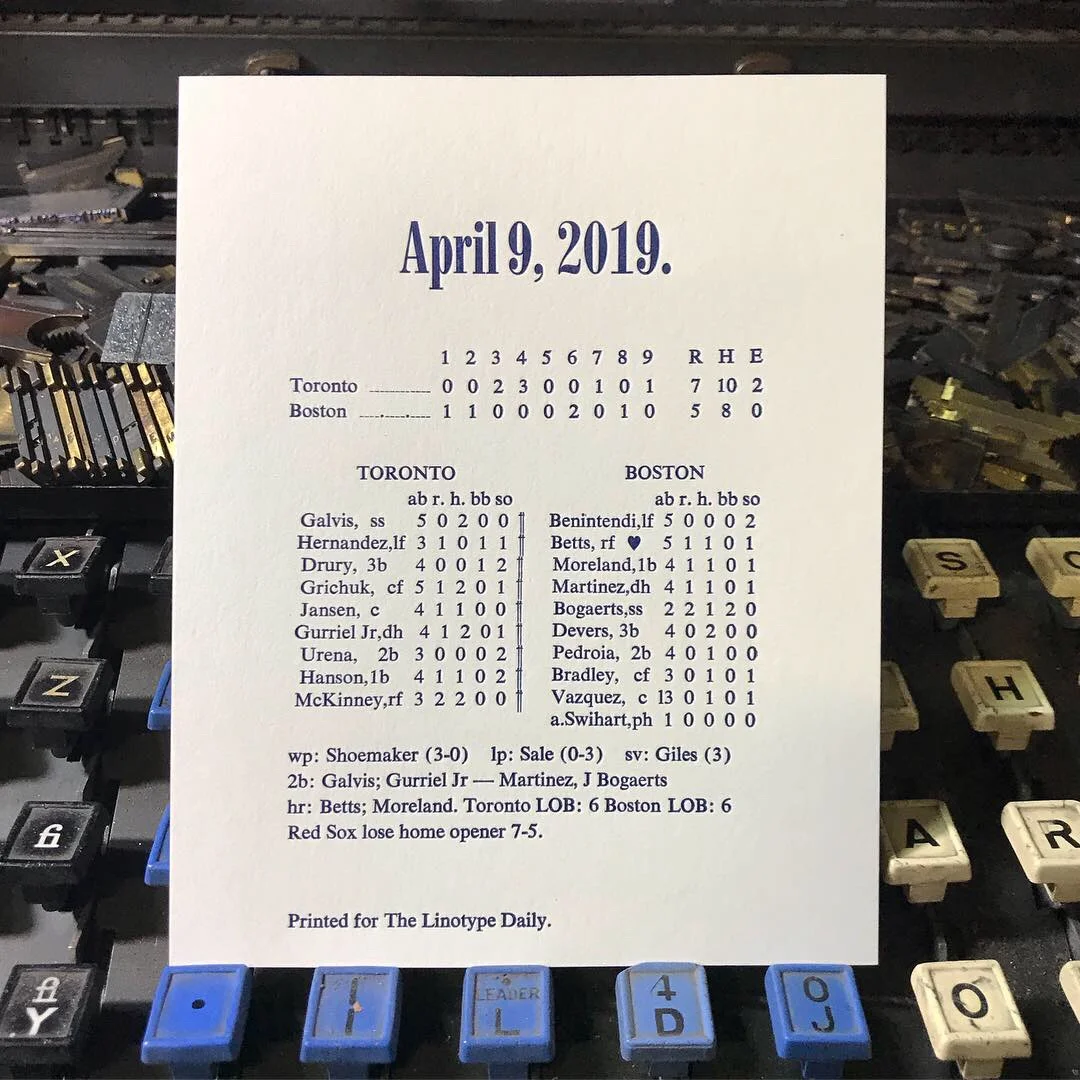 April 9, 2019.
1 2 3 4 5 6 7 8 9 R H E
Toronto 0 0 2 3 0 0 1 0 1 7 10 2
Boston 1 1 0 0 0 2 0 1 0 5 8 0
TORONTO
ab r. h. bb so
Galvis, ss 5 0 2 0 0
Hernandez,lf 3 1 0 1 1
Drury, 3b 4 0 0 1 2
Grichuk, cf 5 1 2 0 1
Jansen, c 4 1 1 0 0
Gurriel Jr,dh 4 1 2 0 1
Urena, 2b 3 0 0 0 2
Hanson,1b 4 1 1 0 2
McKinney,rf 3 2 2 0 0
BOSTON
ab r. h. bb so
Benintendi,lf 5 0 0 0 2
Betts, rf ♥ 5 1 1 0 1
Moreland,1b 4 1 1 0 1
Martinez,dh 4 1 1 0 1
Bogaerts,ss 2 2 1 2 0
Devers, 3b 4 0 2 0 0
Pedroia, 2b 4 0 1 0 0
Bradley, cf 3 0 1 0 1
Vazquez, c 13 0 1 0 1
a.Swihart,ph 1 0 0 0 0
wp: Shoemaker (3-0) lp: Sale (0-3) sv: Giles (3)
2b: Galvis; Gurriel Jr — Martinez, J Bogaerts
hr: Betts; Moreland. Toronto LOB: 6 Boston LOB: 6
Red Sox lose home opener 7-5.
Printed for The Linotype Daily.
X
S
Z
H
fi
A
R
Y
LEADER
L
4
D
0
J
O